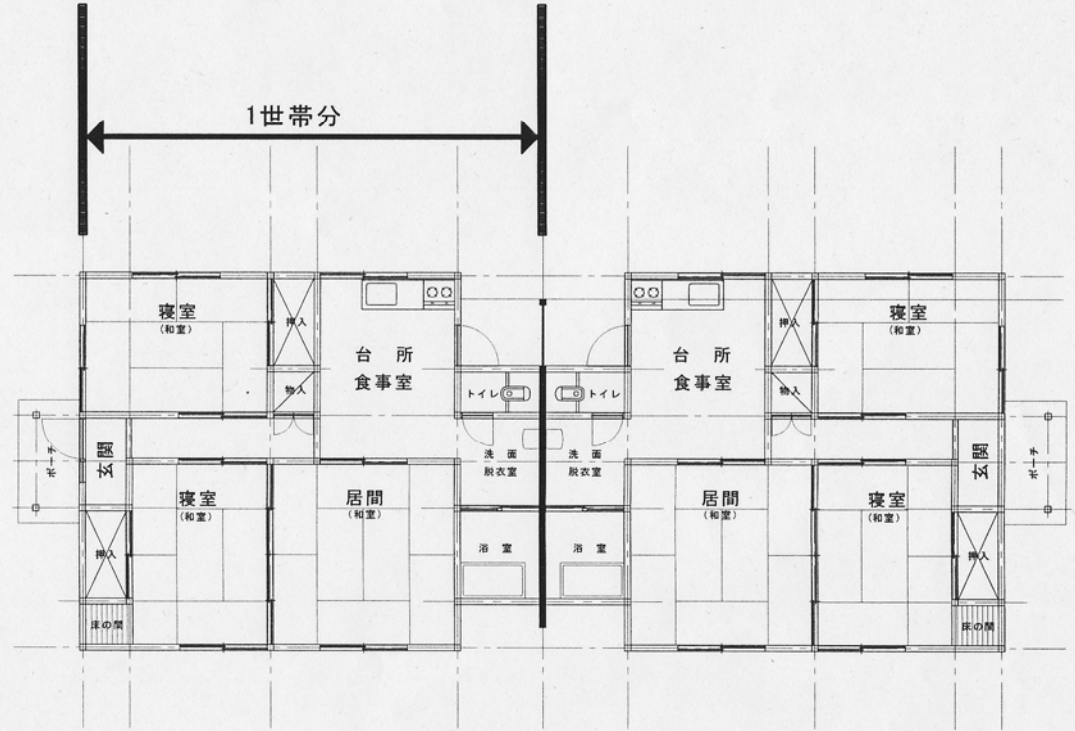 1世帯分
寝室
(和室)
押入
台所
食事室
台所
食事室
押入
寝室
(和室)
物入
トイレ
トイレ
物入
ポーチ
玄関
洗面
脱衣室
洗面
脱衣室
玄関
ポーチ
寝室
(和室)
居間
(和室)
居間
(和室)
寝室
(和室)
押入
浴室
浴室
押入
床の間
床の間